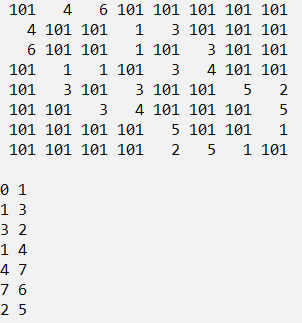 101 4 6 101 101 101 101 101
4 101 101 1 3 101 101 101
6 101 101 1 101 3 101 101
101 1 1 101 3 4 101 101
101 3 101 3 101 101 5 2
101 101 3 4 101 101 101 5
101 101 101 101 5 101 101 1
101 101 101 101 2 5 1 101
0 1
1 3
3 2
1 4
4 7
7 6
2 5